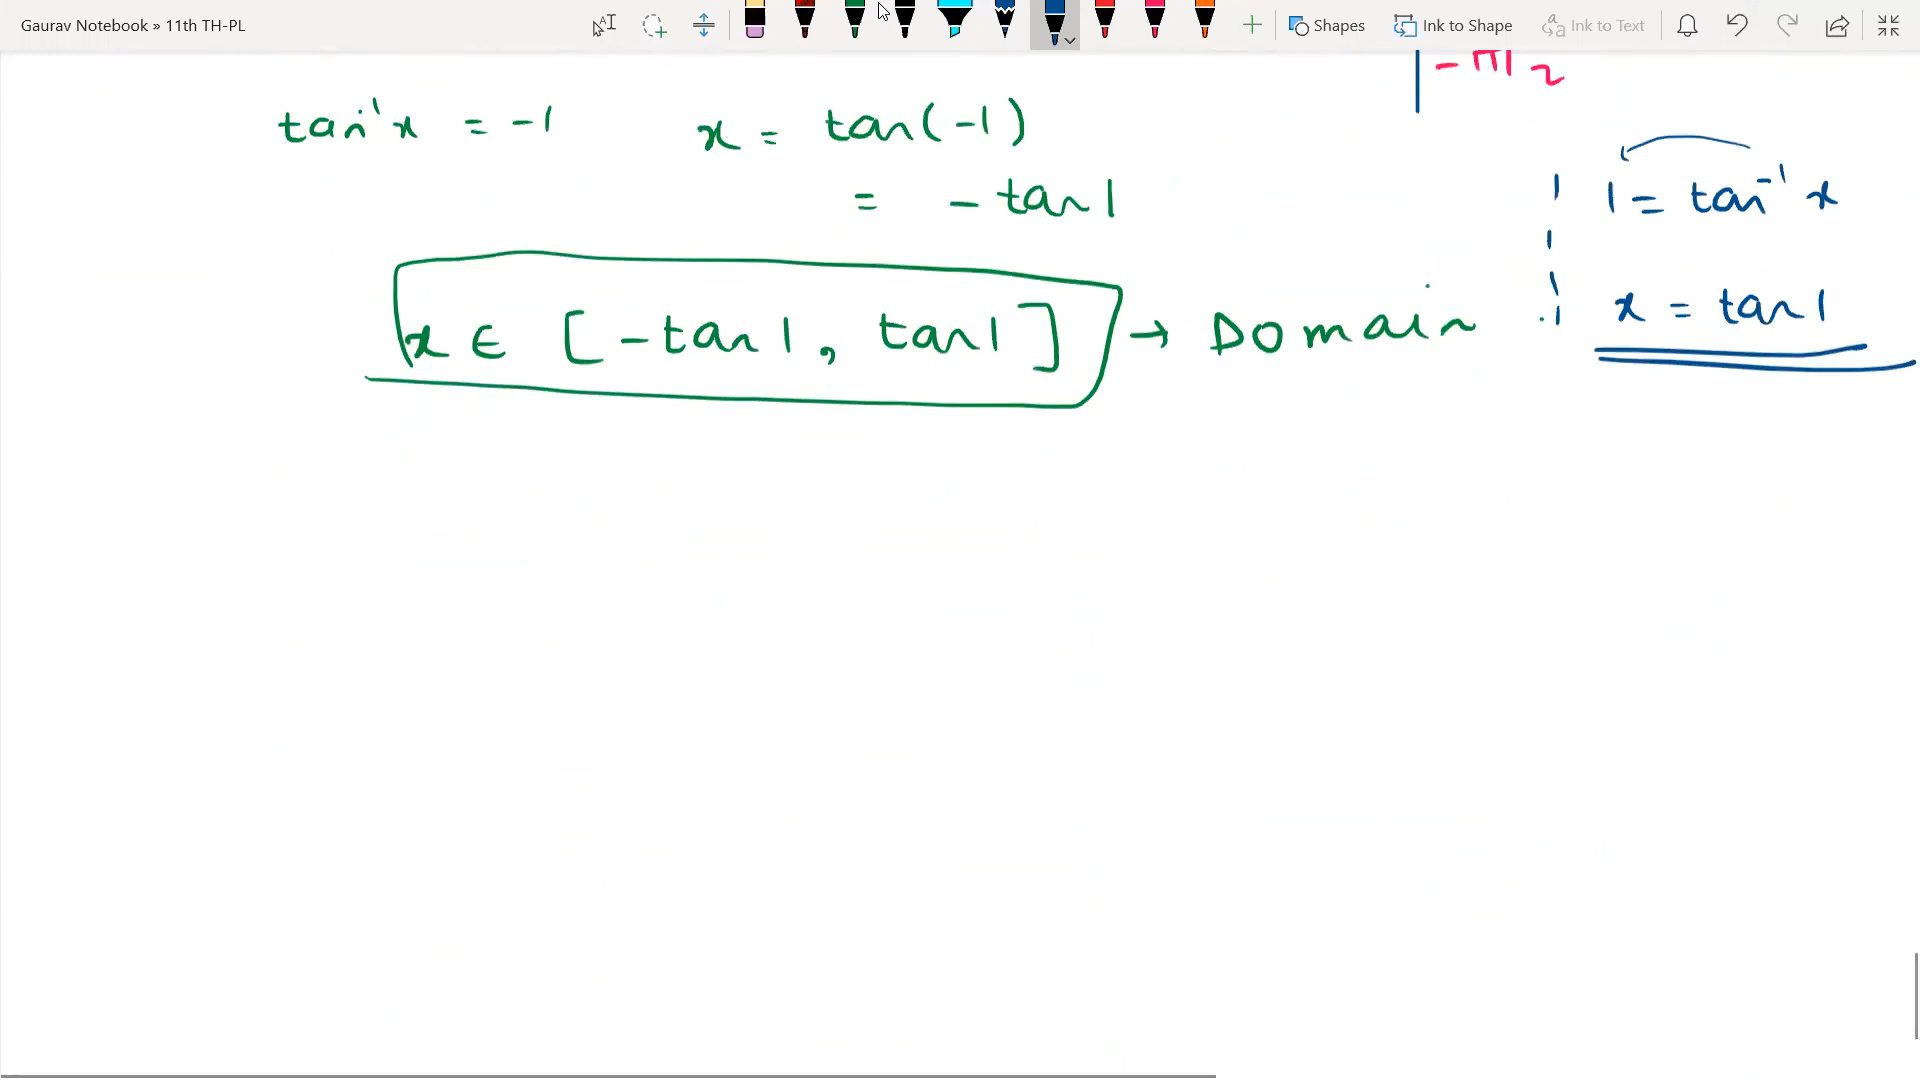 Gaurav Notebook » 11th TH-PL
Shapes Ink to Shape Ink to Text
-π/2
tan⁻¹x = -1 x = tan(-1)
= - tan1
1 = tan⁻¹ x
x ∈ [-tan1, tan1] → Domain
x = tan1